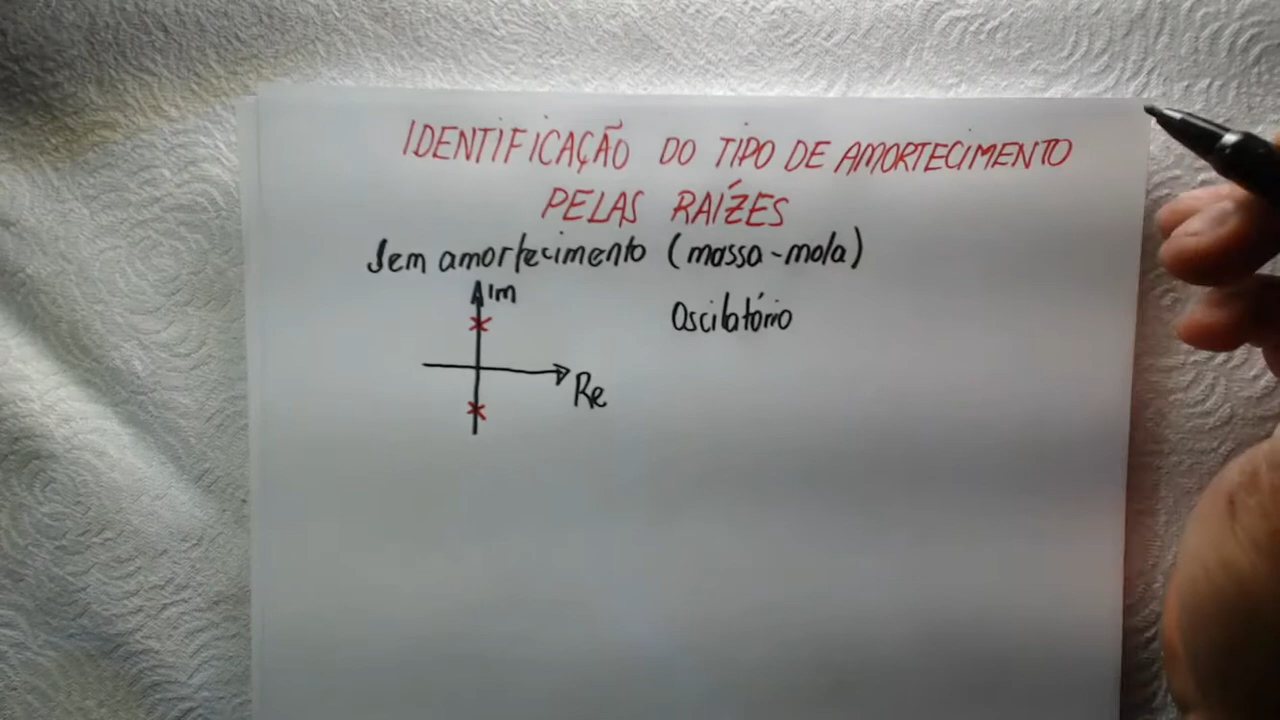 IDENTIFICAÇÃO DO TIPO DE AMORTECIMENTO
PELAS RAÍZES
Sem amortecimento (massa-mola)
Im
Oscilatório
Re